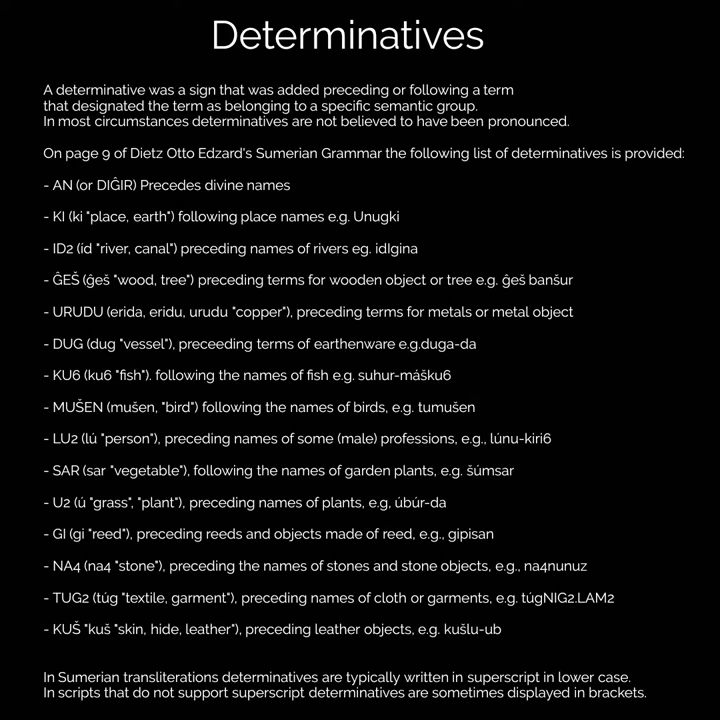 Determinatives
A determinative was a sign that was added preceding or following a term
that designated the term as belonging to a specific semantic group.
In most circumstances determinatives are not believed to have been pronounced.
On page 9 of Dietz Otto Edzard's Sumerian Grammar the following list of determinatives is provided:
- AN (or DIĜIR) Precedes divine names
- KI (ki "place, earth") following place names e.g. Unugki
- ID2 (id "river, canal") preceding names of rivers eg. idIgina
- ĜEŠ (ĝeš "wood, tree") preceding terms for wooden object or tree e.g. ĝeš banšur
- URUDU (erida, eridu, urudu "copper"), preceding terms for metals or metal object
- DUG (dug "vessel"), preceeding terms of earthenware e.g.duga-da
- KU6 (ku6 "fish"). following the names of fish e.g. suhur-mášku6
- MUŠEN (mušen, "bird") following the names of birds, e.g. tumušen
- LU2 (lú "person"), preceding names of some (male) professions, e.g., lúnu-kiri6
- SAR (sar "vegetable"), following the names of garden plants, e.g. šúmsar
- U2 (ú "grass", "plant"), preceding names of plants, e.g, úbúr-da
- GI (gi "reed"), preceding reeds and objects made of reed, e.g., gipisan
- NA4 (na4 "stone"), preceding the names of stones and stone objects, e.g., na4nunuz
- TUG2 (túg "textile, garment"), preceding names of cloth or garments, e.g. túgNIG2.LAM2
- KUŠ "kuš "skin, hide, leather"), preceding leather objects, e.g. kušlu-ub
In Sumerian transliterations determinatives are typically written in superscript in lower case.
In scripts that do not support superscript determinatives are sometimes displayed in brackets.